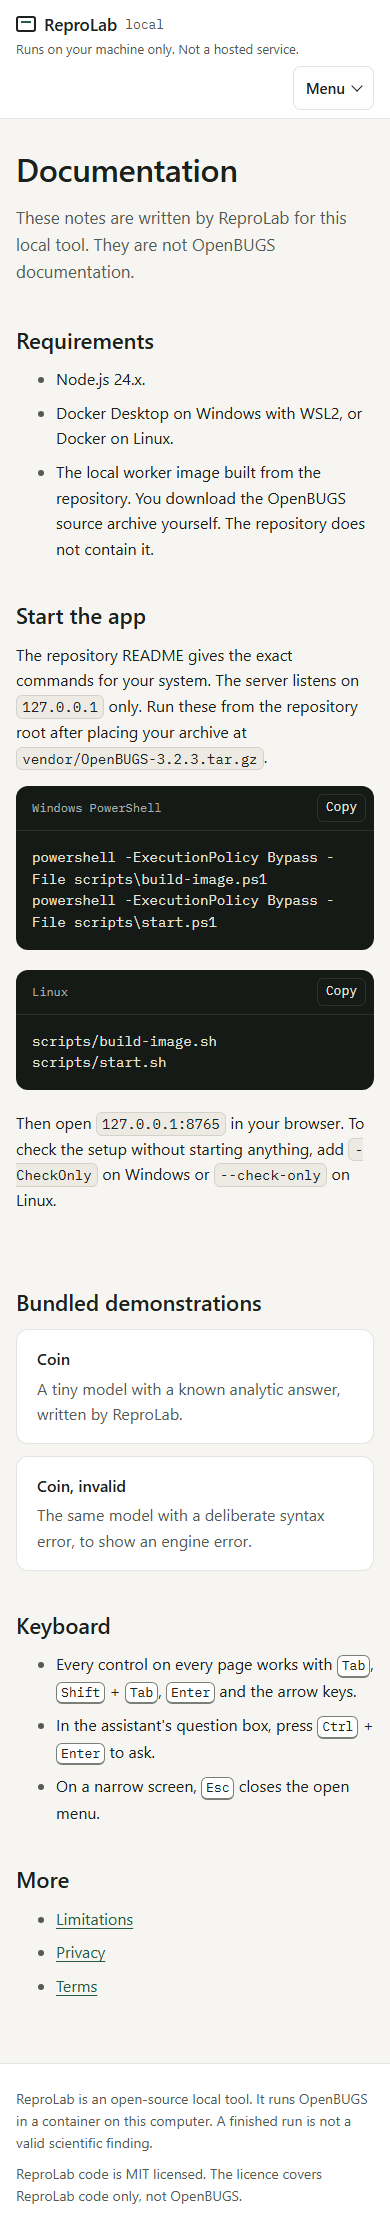 ReproLab local
Runs on your machine only. Not a hosted service.
Menu
Documentation
These notes are written by ReproLab for this
local tool. They are not OpenBUGS
documentation.
Requirements
Node.js 24.x.
Docker Desktop on Windows with WSL2, or
Docker on Linux.
The local worker image built from the
repository. You download the OpenBUGS
source archive yourself. The repository does
not contain it.
Start the app
The repository README gives the exact
commands for your system. The server listens on
127.0.0.1 only. Run these from the repository
root after placing your archive at
vendor/OpenBUGS-3.2.3.tar.gz.
Windows PowerShell
Copy
powershell -ExecutionPolicy Bypass -
File scripts\build-image.ps1
powershell -ExecutionPolicy Bypass -
File scripts\start.ps1
Linux
Copy
scripts/build-image.sh
scripts/start.sh
Then open 127.0.0.1:8765 in your browser. To
check the setup without starting anything, add -
CheckOnly on Windows or --check-only on
Linux.
Bundled demonstrations
Coin
A tiny model with a known analytic answer,
written by ReproLab.
Coin, invalid
The same model with a deliberate syntax
error, to show an engine error.
Keyboard
Every control on every page works with Tab,
Shift + Tab, Enter and the arrow keys.
In the assistant's question box, press Ctrl +
Enter to ask.
On a narrow screen, Esc closes the open
menu.
More
Limitations
Privacy
Terms
ReproLab is an open-source local tool. It runs OpenBUGS
in a container on this computer. A finished run is not a
valid scientific finding.
ReproLab code is MIT licensed. The licence covers
ReproLab code only, not OpenBUGS.